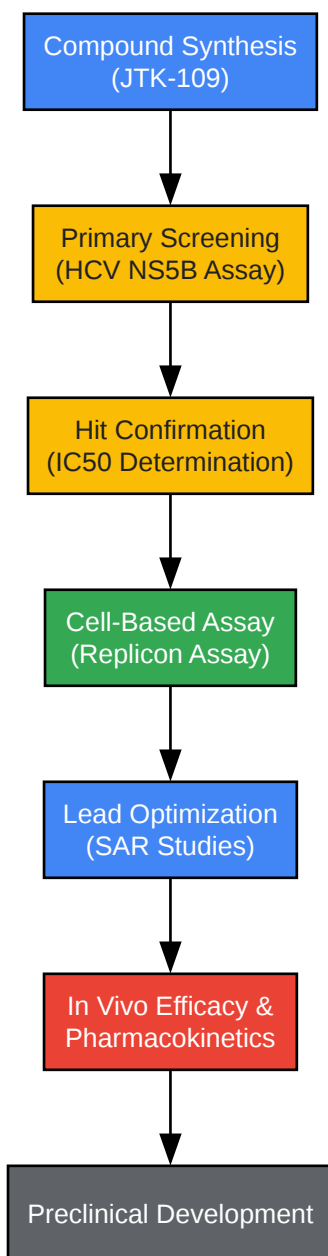 Compound Synthesis
(JTK-109)
Primary Screening
(HCV NS5B Assay)
Hit Confirmation
(IC50 Determination)
Cell-Based Assay
(Replicon Assay)
Lead Optimization
(SAR Studies)
In Vivo Efficacy &
Pharmacokinetics
Preclinical Development